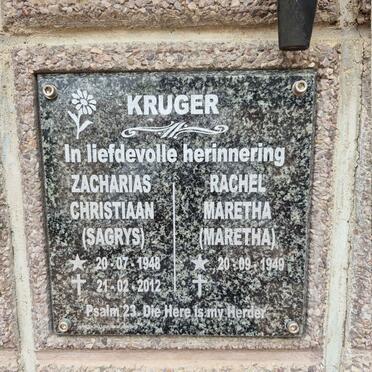 KRUGER
In liefdevolle herinnering
ZACHARIAS
CHRISTIAAN
(SAGRYS)
20-07-1948
21-02-2012
RACHEL
MARETHA
(MARETHA)
20-09-1949
Psalm 23. Die Here is my Herder